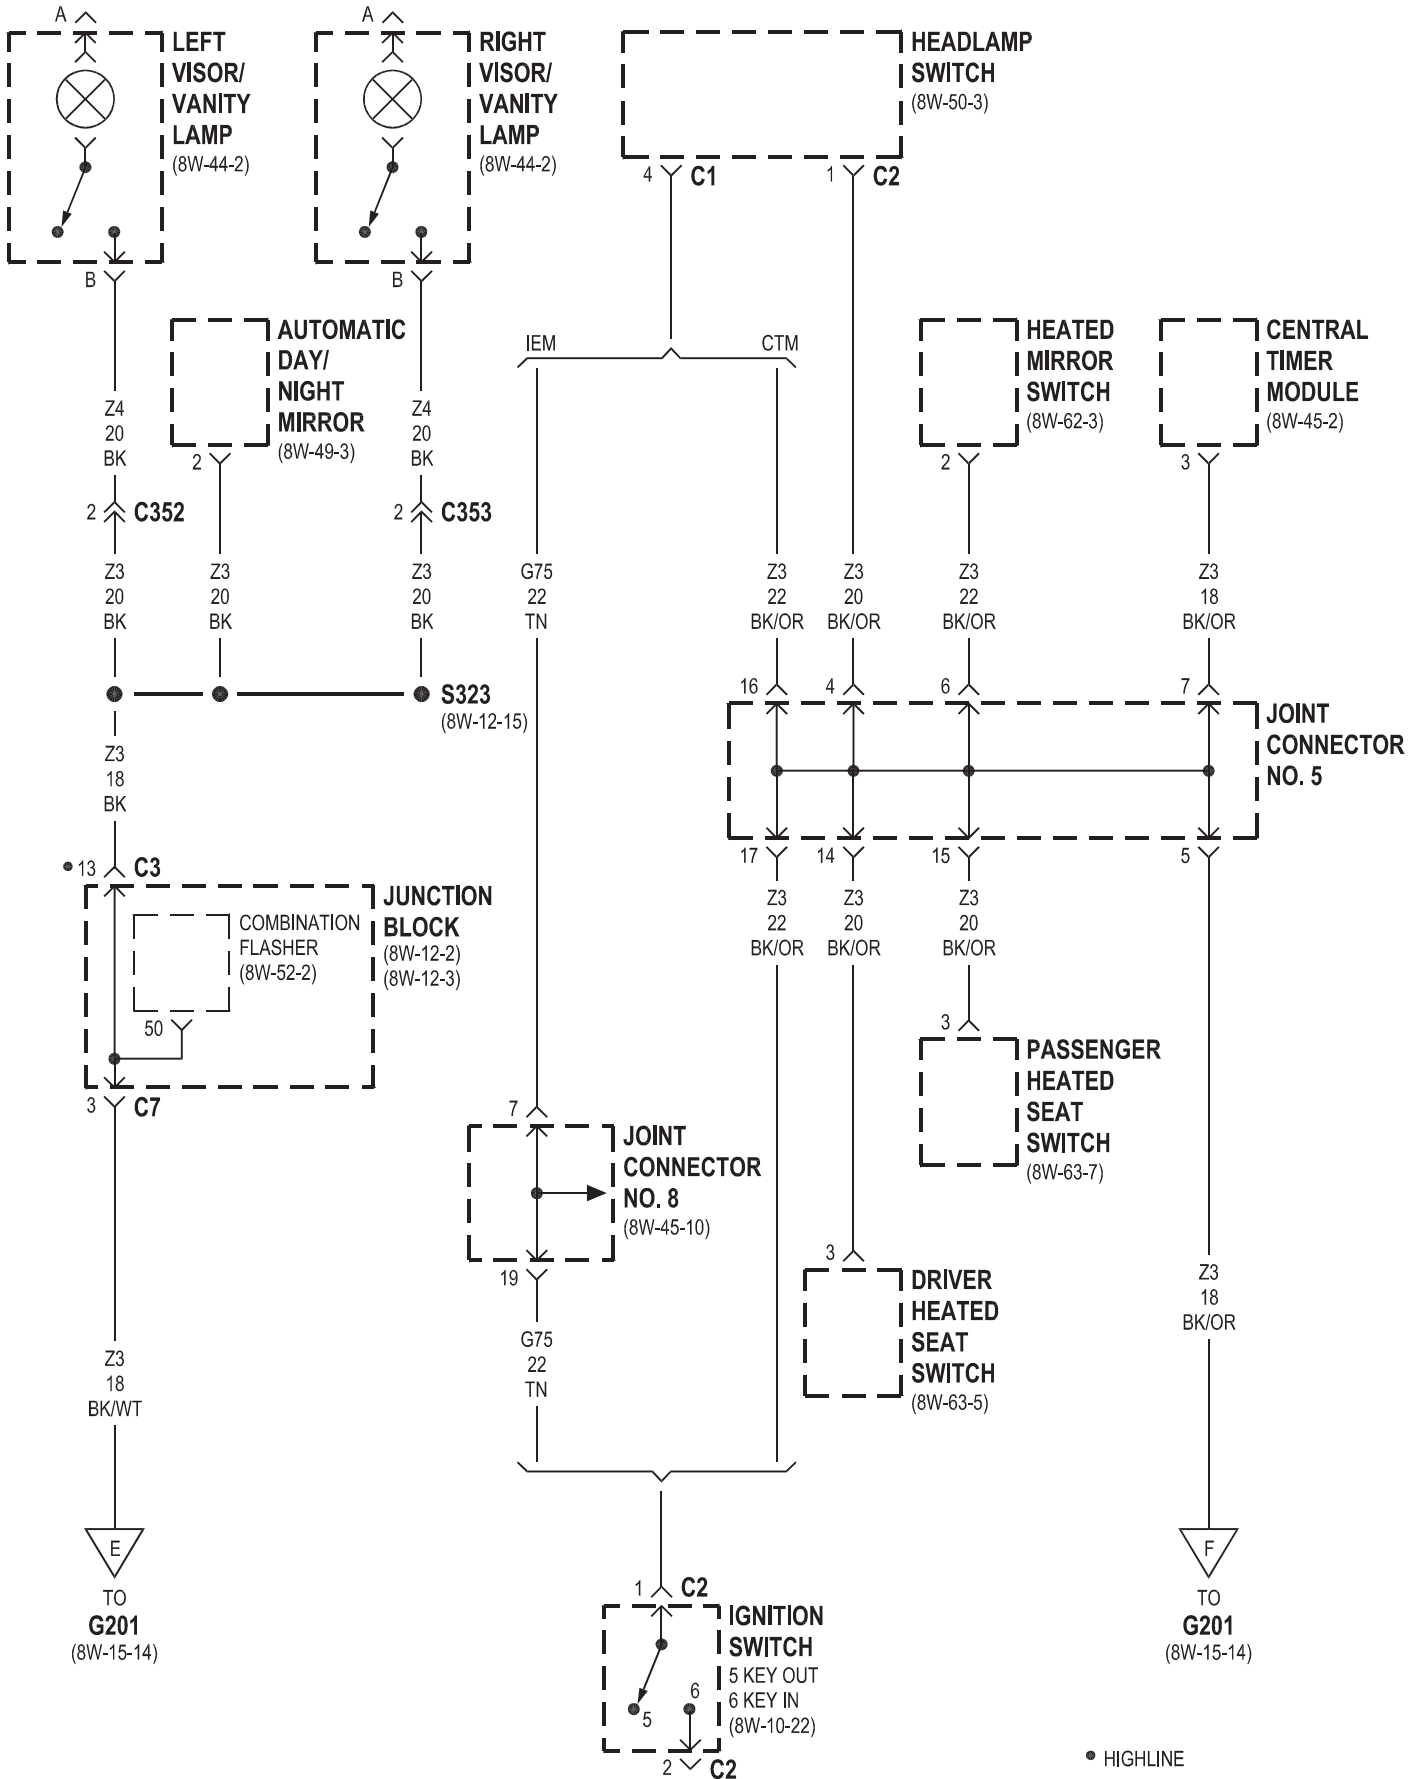 A
LEFT
VISOR/
VANITY
LAMP
(8W-44-2)
B
A
RIGHT
VISOR/
VANITY
LAMP
(8W-44-2)
B
HEADLAMP
SWITCH
(8W-50-3)
4
C1
1
C2
AUTOMATIC
DAY/
NIGHT
MIRROR
(8W-49-3)
2
IEM
CTM
HEATED
MIRROR
SWITCH
(8W-62-3)
2
CENTRAL
TIMER
MODULE
(8W-45-2)
3
Z4
20
BK
Z4
20
BK
2
C352
2
C353
Z3
20
BK
Z3
20
BK
Z3
20
BK
G75
22
TN
Z3
22
BK/OR
Z3
20
BK/OR
Z3
22
BK/OR
Z3
18
BK/OR
S323
(8W-12-15)
16
4
6
7
JOINT
CONNECTOR
NO. 5
17
14
15
5
Z3
18
BK
13
C3
JUNCTION
BLOCK
(8W-12-2)
(8W-12-3)
COMBINATION
FLASHER
(8W-52-2)
50
3
C7
Z3
22
BK/OR
Z3
20
BK/OR
Z3
20
BK/OR
3
PASSENGER
HEATED
SEAT
SWITCH
(8W-63-7)
7
JOINT
CONNECTOR
NO. 8
(8W-45-10)
19
3
DRIVER
HEATED
SEAT
SWITCH
(8W-63-5)
Z3
18
BK/OR
G75
22
TN
Z3
18
BK/WT
E
TO
G201
(8W-15-14)
F
TO
G201
(8W-15-14)
1
C2
IGNITION
SWITCH
5 KEY OUT
6 KEY IN
(8W-10-22)
6
5
2
C2
HIGHLINE